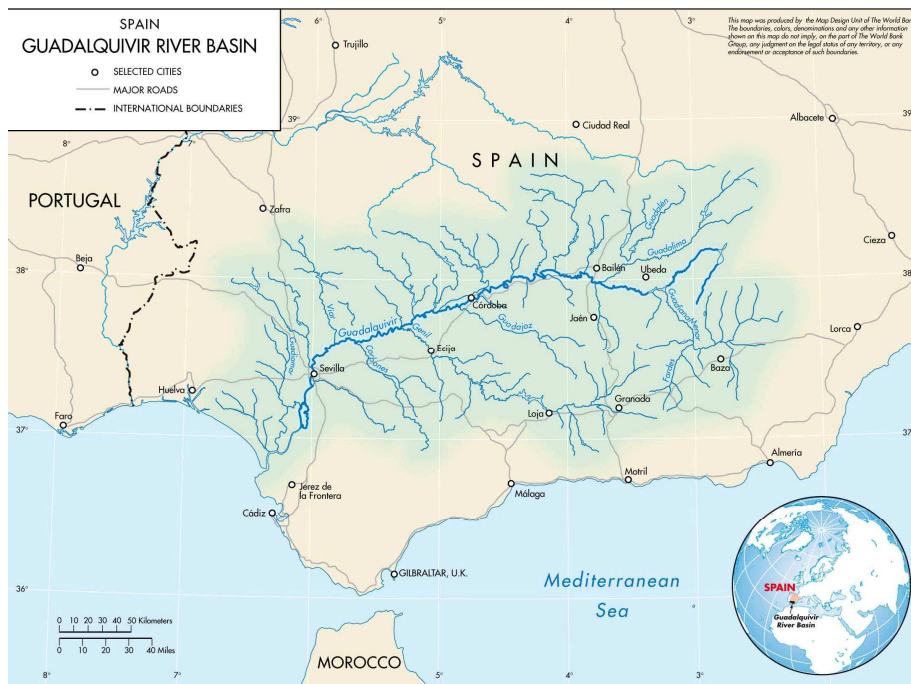 SPAIN
GUADALQUIVIR RIVER BASIN
SELECTED CITIES
MAJOR ROADS
INTERNATIONAL BOUNDARIES
This map was produced by the Map Design Unit of The World Ban
The boundaries, colors, denominations and any other information
shown on this map do not imply, on the part of The World Bank
Group, any judgment on the legal status of any territory, or any
endorsement or acceptance of such boundaries.
6°
5°
4°
3°
Trujillo
39°
Ciudad Real
Albacete
39
8°
7°
SPAIN
PORTUGAL
Zafra
Guadalén
Guadalima
Cieza
Beja
38°
38°
Bailén
Ubeda
Córdoba
Viar
Guadalquivir
Genil
Guadajoz
Jaén
Guadiana Menor
Lorca
Guadiamar
Ecija
Corbones
Sevilla
Fardes
Baza
Huelva
Granada
Loja
Faro
37°
37
Almería
Jerez de
la Frontera
Málaga
Motril
Cádiz
GILBRALTAR, U.K.
Mediterranean
Sea
36°
36°
SPAIN
Guadalquivir
River Basin
0 10 20 30 40 50 Kilometers
0 10 20 30 40 Miles
MOROCCO
8°
7°
6°
5°
4°
3°